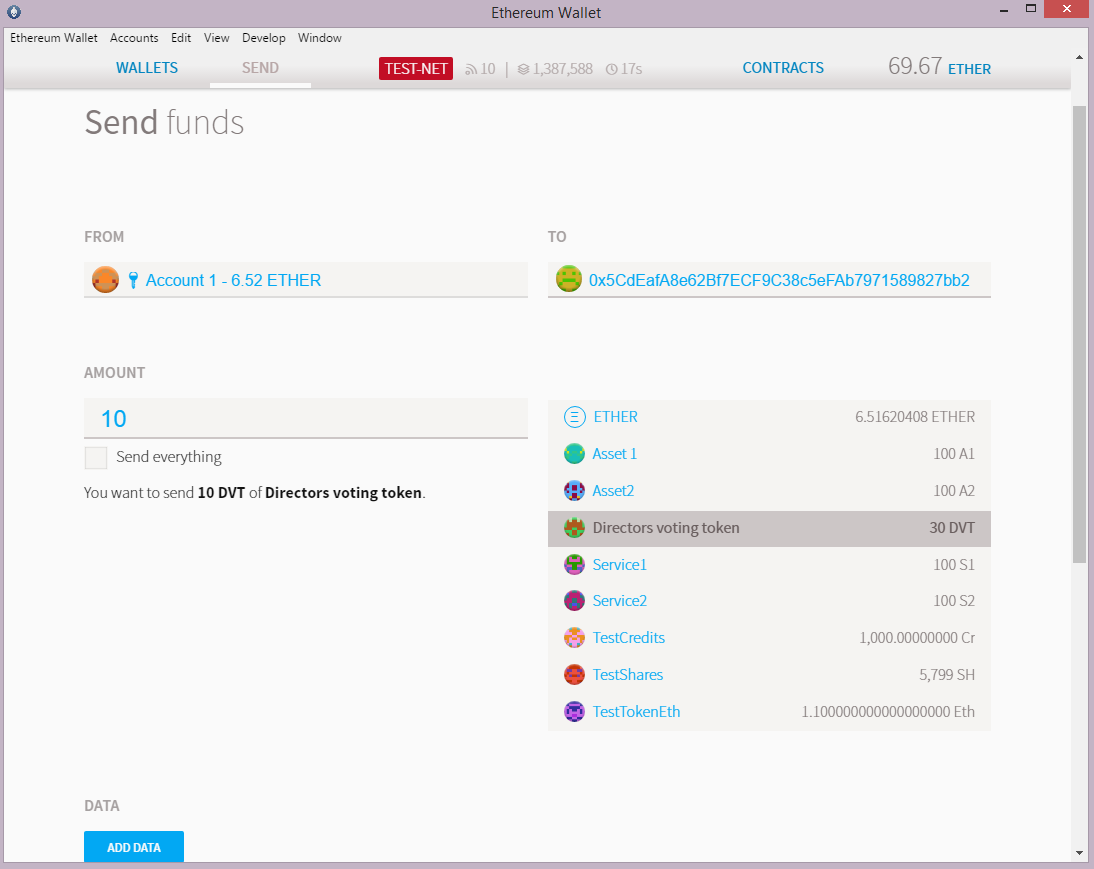 Ethereum Wallet
Ethereum Wallet Accounts Edit View Develop Window
WALLETS SEND TEST-NET 10 | 1,387,588 17s CONTRACTS 69.67 ETHER
Send funds
FROM TO
Account 1 - 6.52 ETHER 0x5CdEafA8e62Bf7ECF9C38c5eFAb7971589827bb2
AMOUNT
10
Send everything
You want to send 10 DVT of Directors voting token.
ETHER 6.51620408 ETHER
Asset 1 100 A1
Asset2 100 A2
Directors voting token 30 DVT
Service1 100 S1
Service2 100 S2
TestCredits 1,000.00000000 Cr
TestShares 5,799 SH
TestTokenEth 1.100000000000000000 Eth
DATA
ADD DATA